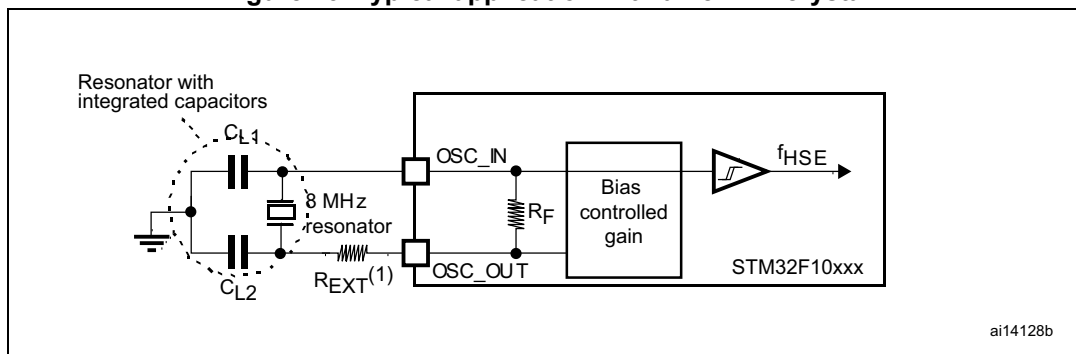 Resonator with
integrated capacitors
CL1
OSC_IN
fHSE
8 MHz
resonator
RF
Bias
controlled
gain
REXT(1)
OSC_OUT
STM32F10xxx
CL2
ai14128b